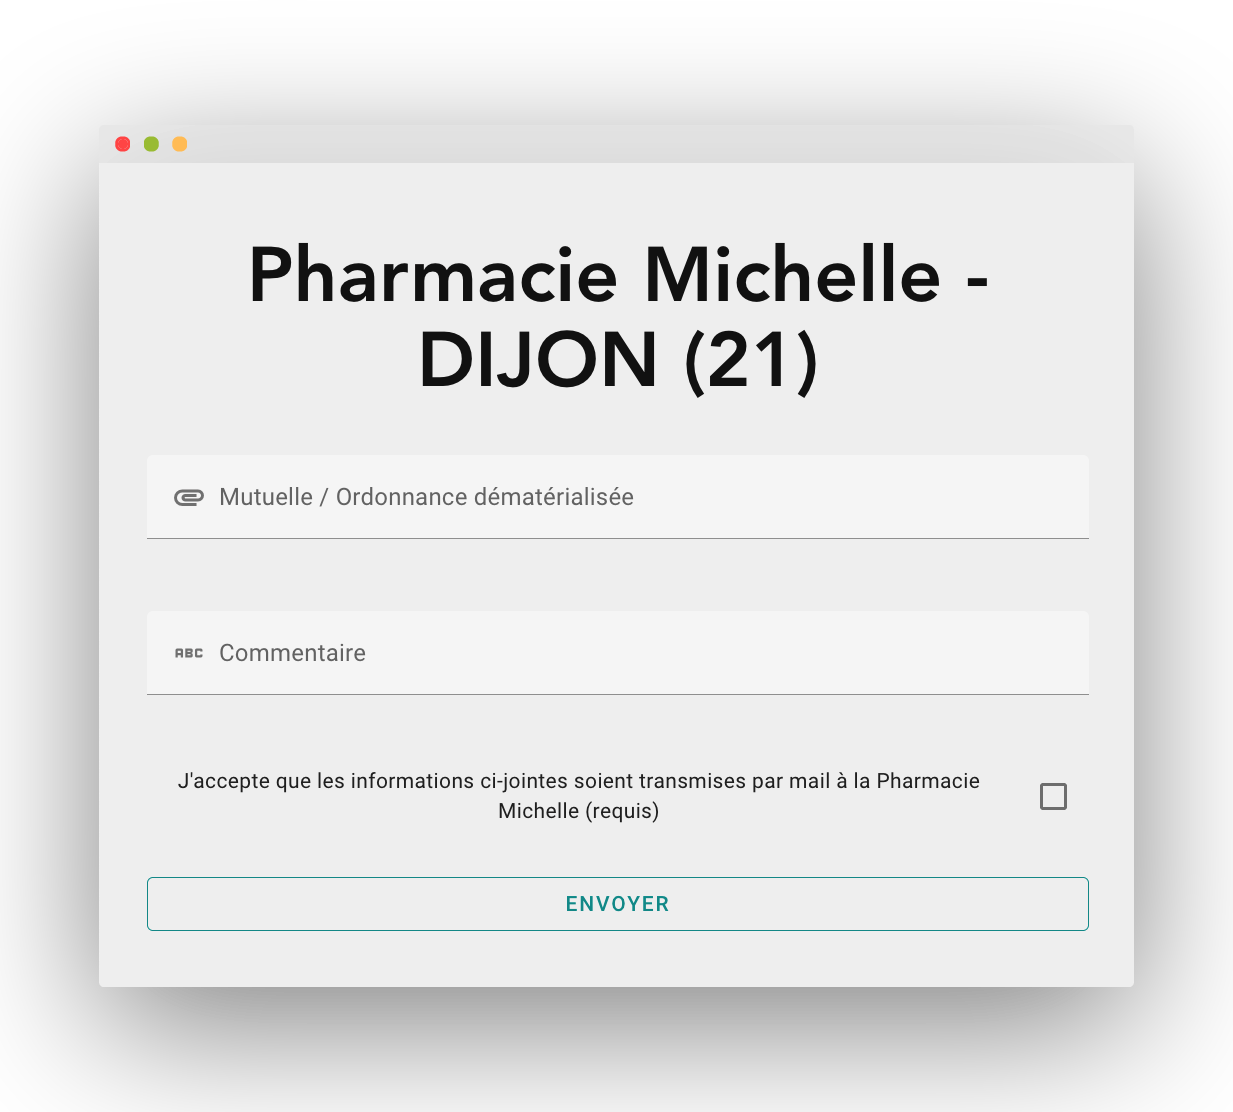 Pharmacie Michelle -
DIJON (21)
Mutuelle / Ordonnance dématérialisée
ABC Commentaire
J'accepte que les informations ci-jointes soient transmises par mail à la Pharmacie
Michelle (requis)
ENVOYER